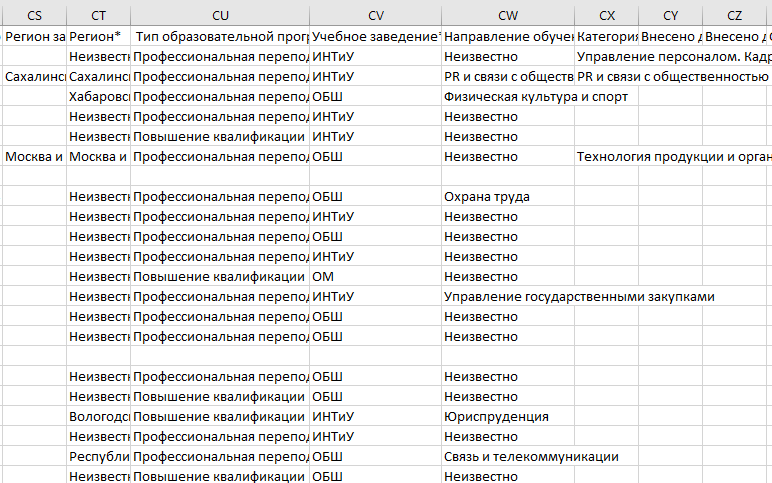 CS CT CU CV CW CX CY CZ
Регион за Регион* Тип образовательной прогр Учебное заведение* Направление обучен Категория Внесено д Внесено д
Неизвестн Профессиональная перепод ИНТиУ Неизвестно Управление персоналом. Кадр
Сахалинск Сахалинск Профессиональная перепод ИНТиУ PR и связи с обществ PR и связи с общественностью
Хабаровск Профессиональная перепод ОБШ Физическая культура и спорт
Неизвестн Профессиональная перепод ИНТиУ Неизвестно
Неизвестн Повышение квалификации ИНТиУ Неизвестно
Москва и Москва и Профессиональная перепод ОБШ Неизвестно Технология продукции и орган
Неизвестн Профессиональная перепод ОБШ Охрана труда
Неизвестн Профессиональная перепод ИНТиУ Неизвестно
Неизвестн Профессиональная перепод ОБШ Неизвестно
Неизвестн Профессиональная перепод ИНТиУ Неизвестно
Неизвестн Повышение квалификации ОМ Неизвестно
Неизвестн Профессиональная перепод ИНТиУ Управление государственными закупками
Неизвестн Профессиональная перепод ОБШ Неизвестно
Неизвестн Профессиональная перепод ОБШ Неизвестно
Неизвестн Профессиональная перепод ОБШ Неизвестно
Неизвестн Повышение квалификации ОБШ Неизвестно
Вологодск Повышение квалификации ИНТиУ Юриспруденция
Неизвестн Профессиональная перепод ИНТиУ Неизвестно
Республи Профессиональная перепод ОБШ Связь и телекоммуникации
Неизвестн Повышение квалификации ОБШ Неизвестно